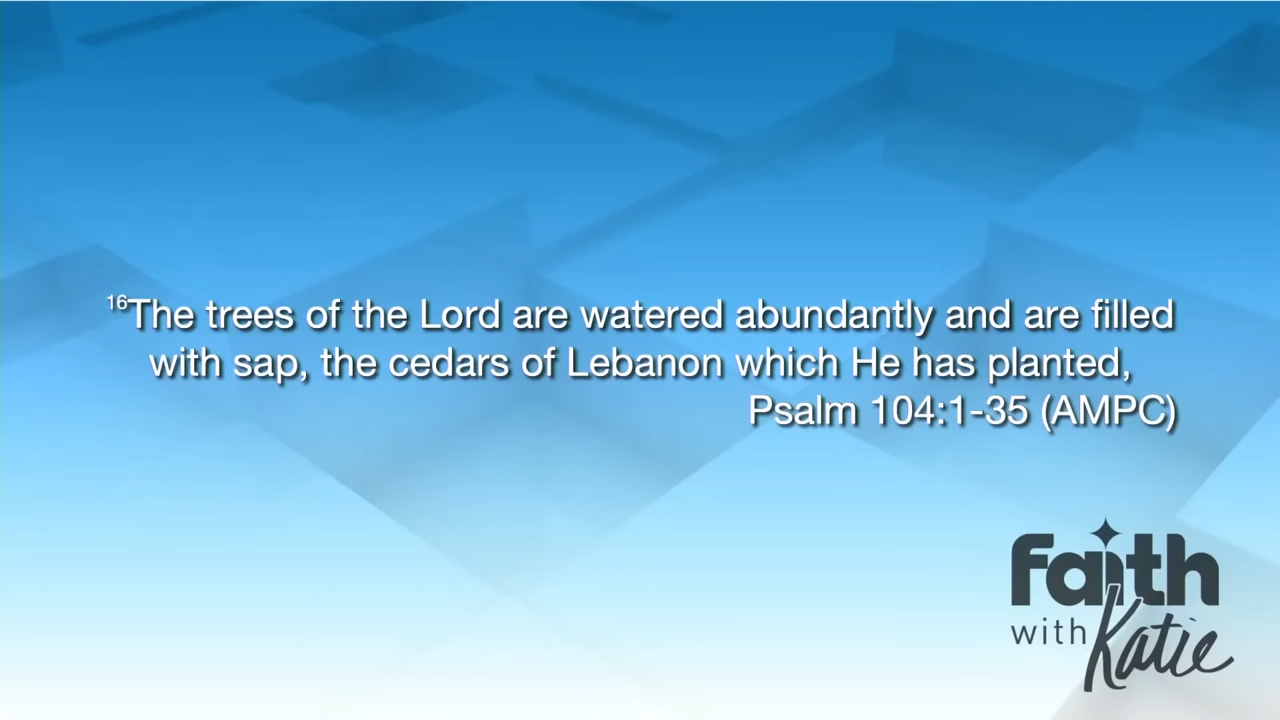 16The trees of the Lord are watered abundantly and are filled
with sap, the cedars of Lebanon which He has planted,
Psalm 104:1-35 (AMPC)
faith
with Katie